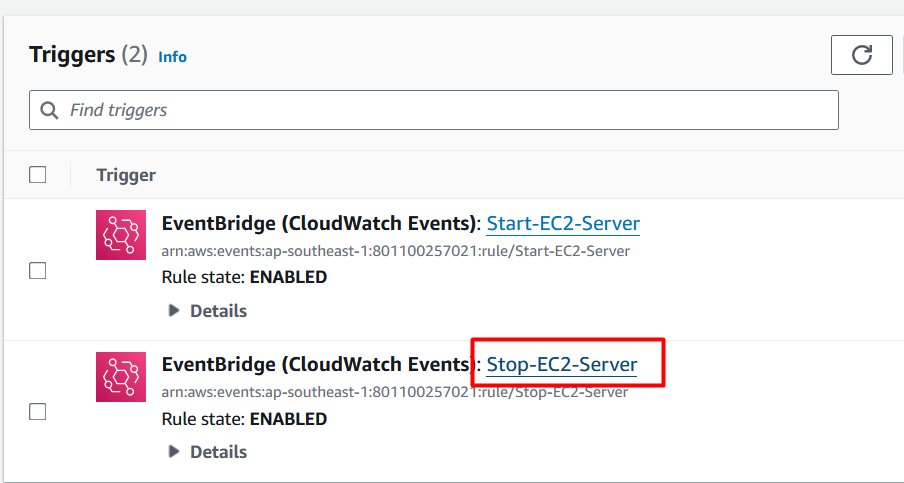 Triggers (2) Info
Find triggers
Trigger
EventBridge (CloudWatch Events): Start-EC2-Server
arn:aws:events:ap-southeast-1:801100257021:rule/Start-EC2-Server
Rule state: ENABLED
Details
EventBridge (CloudWatch Events): Stop-EC2-Server
arn:aws:events:ap-southeast-1:801100257021:rule/Stop-EC2-Server
Rule state: ENABLED
Details